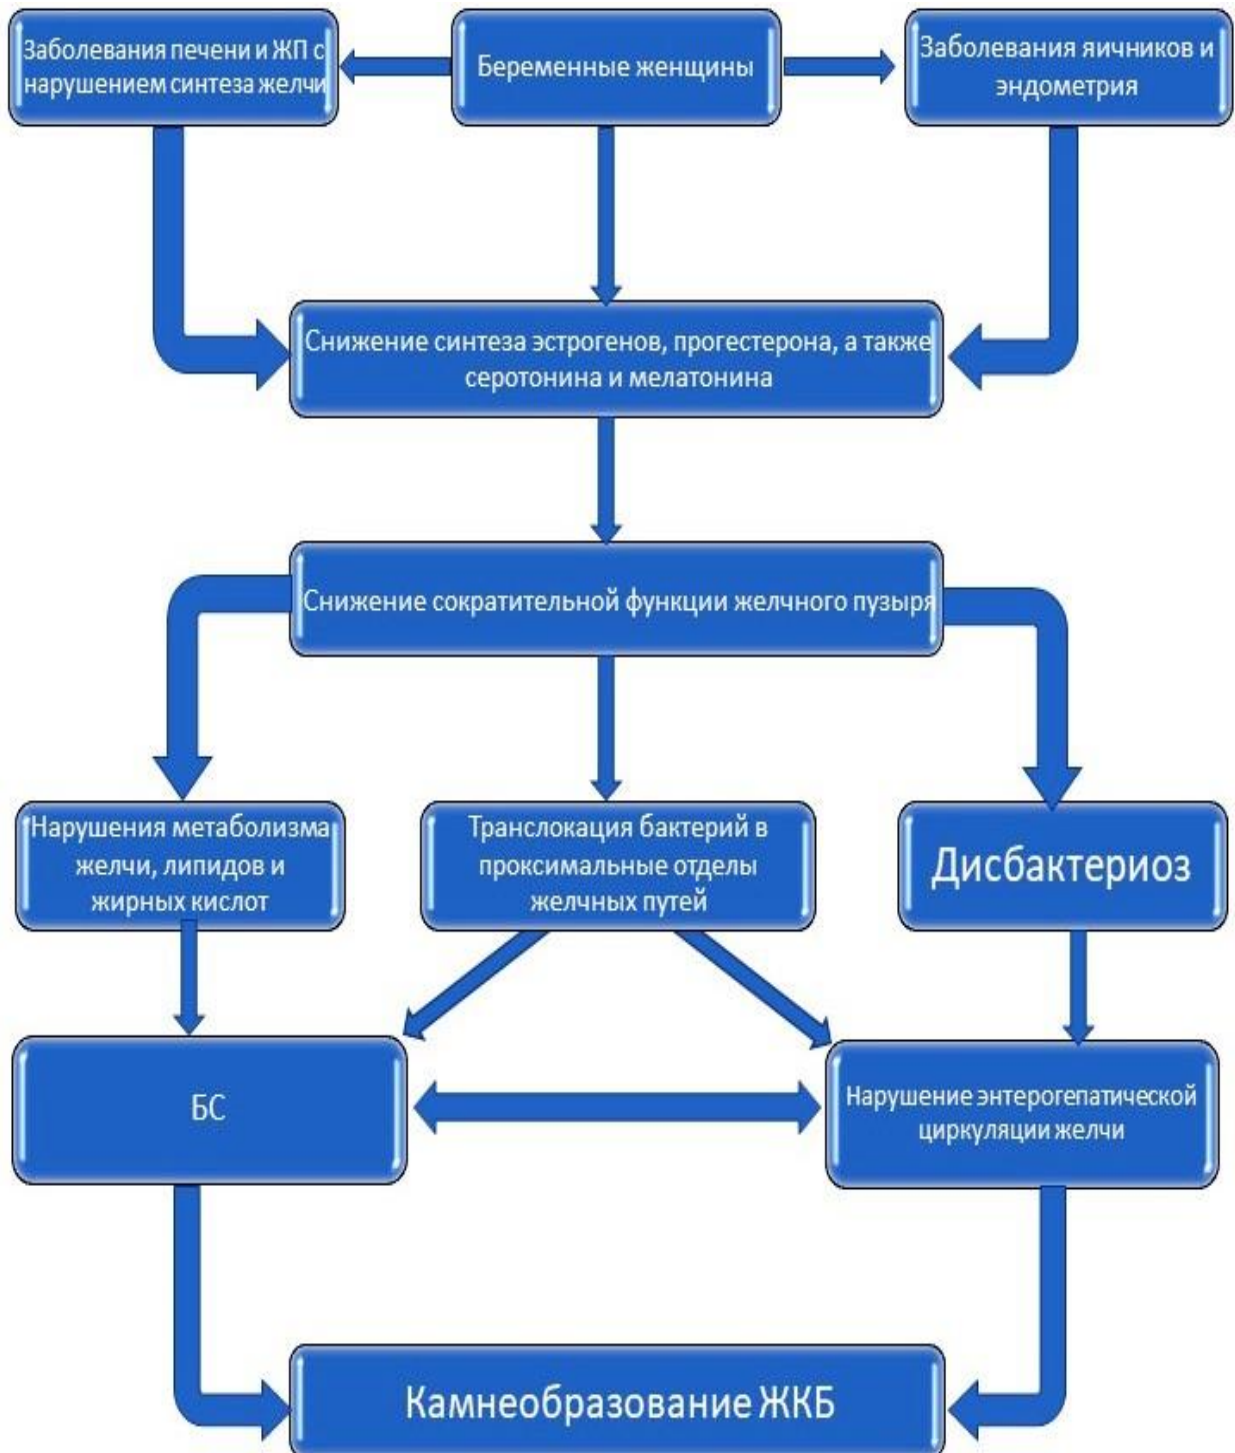 Заболевания печени и ЖП с
нарушением синтеза желчи
Беременные женщины
Заболевания яичников и
эндометрия
Снижение синтеза эстрогенов, прогестерона, а также
серотонина и мелатонина
Снижение сократительной функции желчного пузыря
Нарушения метаболизма
желчи, липидов и
жирных кислот
Транслокация бактерий в
проксимальные отделы
желчных путей
Дисбактериоз
БС
Нарушение энтерогепатической
циркуляции желчи
Камнеобразование ЖКБ